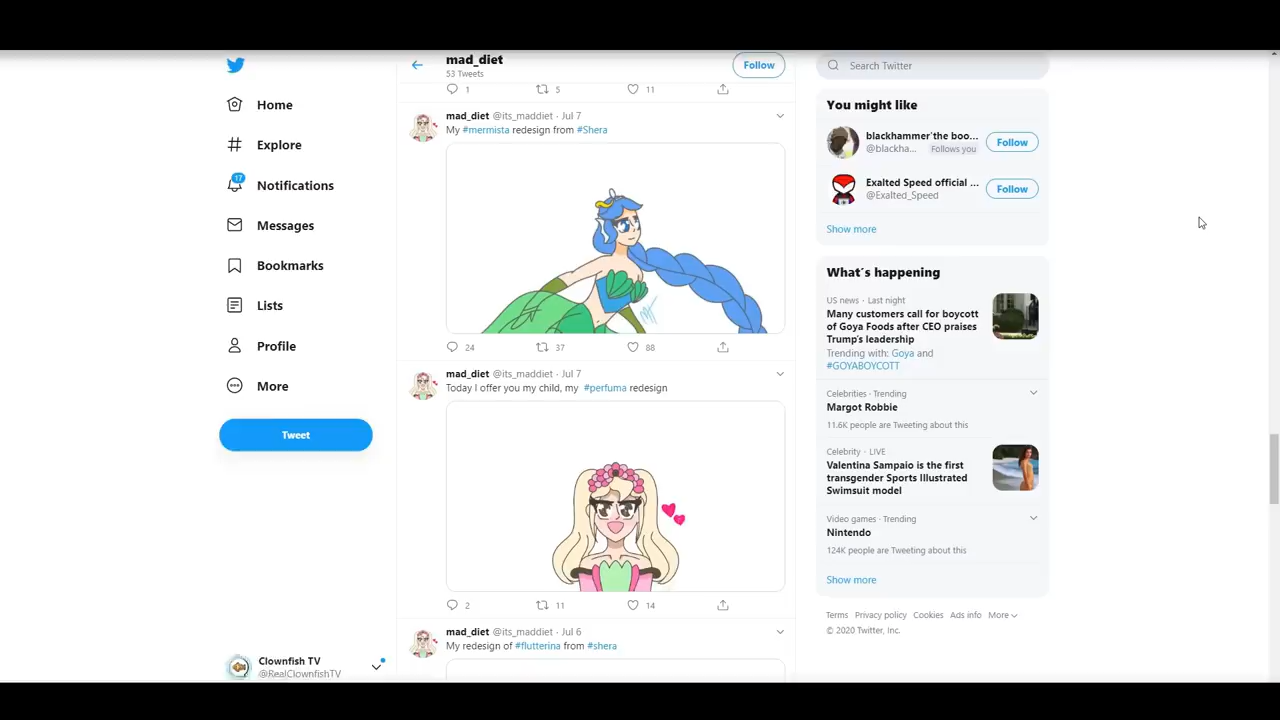 Home
Explore
17
Notifications
Messages
Bookmarks
Lists
Profile
More
Tweet
Clownfish TV
@RealClownfishTV
mad_diet
53 Tweets
Follow
1 5 11
mad_diet @its_maddiet · Jul 7
My #mermista redesign from #Shera
24 37 88
mad_diet @its_maddiet · Jul 7
Today I offer you my child, my #perfuma redesign
2 11 14
mad_diet @its_maddiet · Jul 6
My redesign of #flutterina from #shera
Search Twitter
You might like
blackhammer´the boo...
@blackha... Follows you
Follow
Exalted Speed official ...
@Exalted_Speed
Follow
Show more
What´s happening
US news · Last night
Many customers call for boycott
of Goya Foods after CEO praises
Trump's leadership
Trending with: Goya and
#GOYABOYCOTT
Celebrities · Trending
Margot Robbie
11.6K people are Tweeting about this
Celebrity · LIVE
Valentina Sampaio is the first
transgender Sports Illustrated
Swimsuit model
Video games · Trending
Nintendo
124K people are Tweeting about this
Show more
Terms Privacy policy Cookies Ads info More
© 2020 Twitter, Inc.